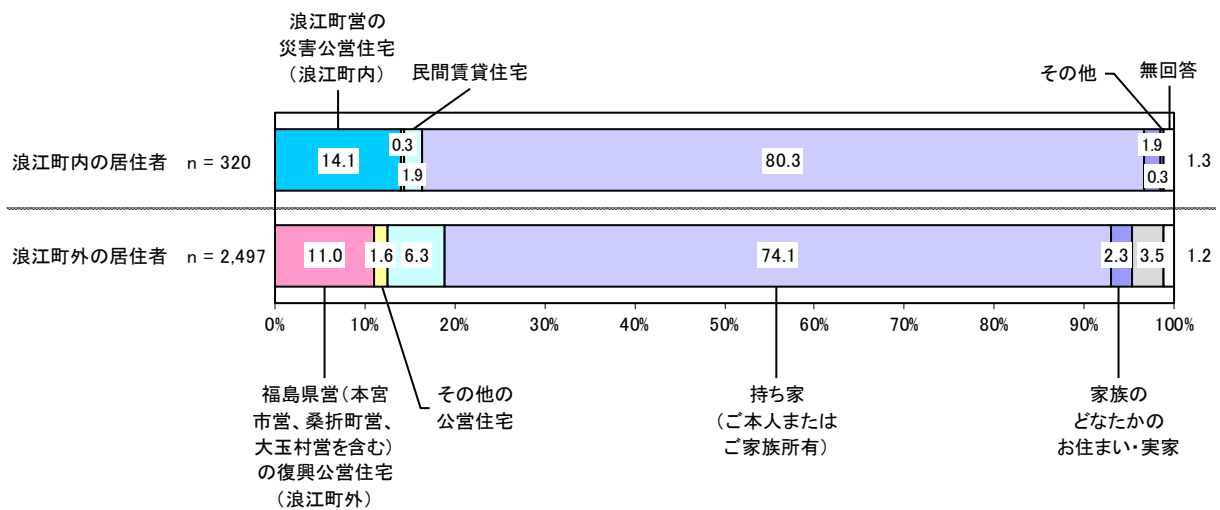 浪江町営の
災害公営住宅
（浪江町内）
民間賃貸住宅
その他
無回答
浪江町内の居住者 n = 320
14.1
0.3
1.9
80.3
1.9
0.3
1.3
浪江町外の居住者 n = 2,497
11.0
1.6
6.3
74.1
2.3
3.5
1.2
0%
10%
20%
30%
40%
50%
60%
70%
80%
90%
100%
福島県営（本宮
市営、桑折町営、
大玉村営を含む）
の復興公営住宅
（浪江町外）
その他の
公営住宅
持ち家
（ご本人または
ご家族所有）
家族の
どなたかの
お住まい・実家